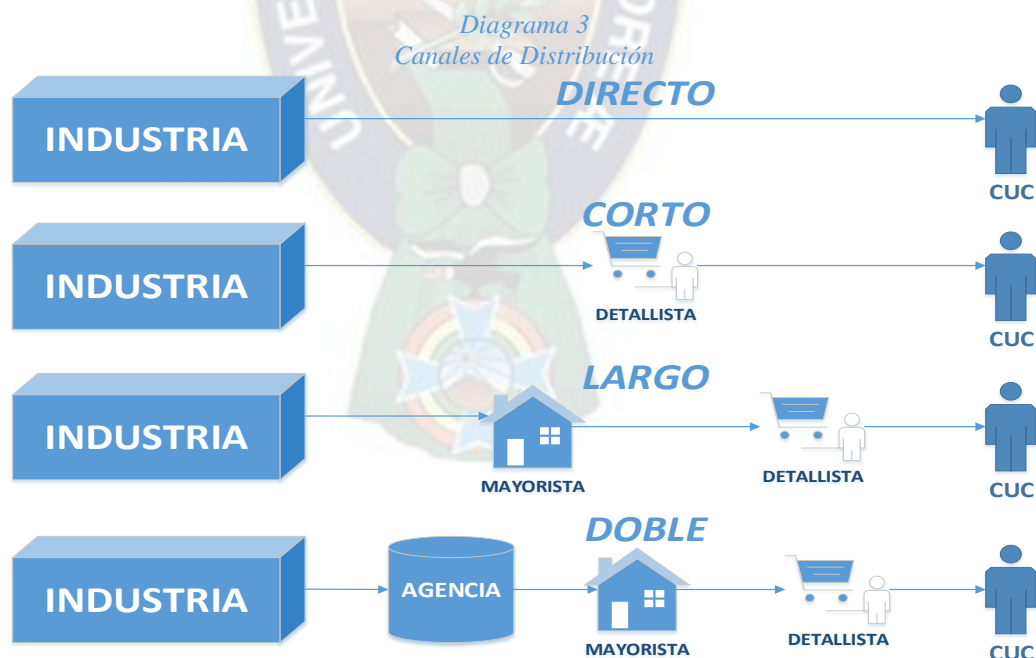 Diagrama 3
Canales de Distribución
DIRECTO
INDUSTRIA
CUC
CORTO
INDUSTRIA
DETALLISTA
CUC
LARGO
INDUSTRIA
MAYORISTA
DETALLISTA
CUC
DOBLE
INDUSTRIA
AGENCIA
MAYORISTA
DETALLISTA
CUC